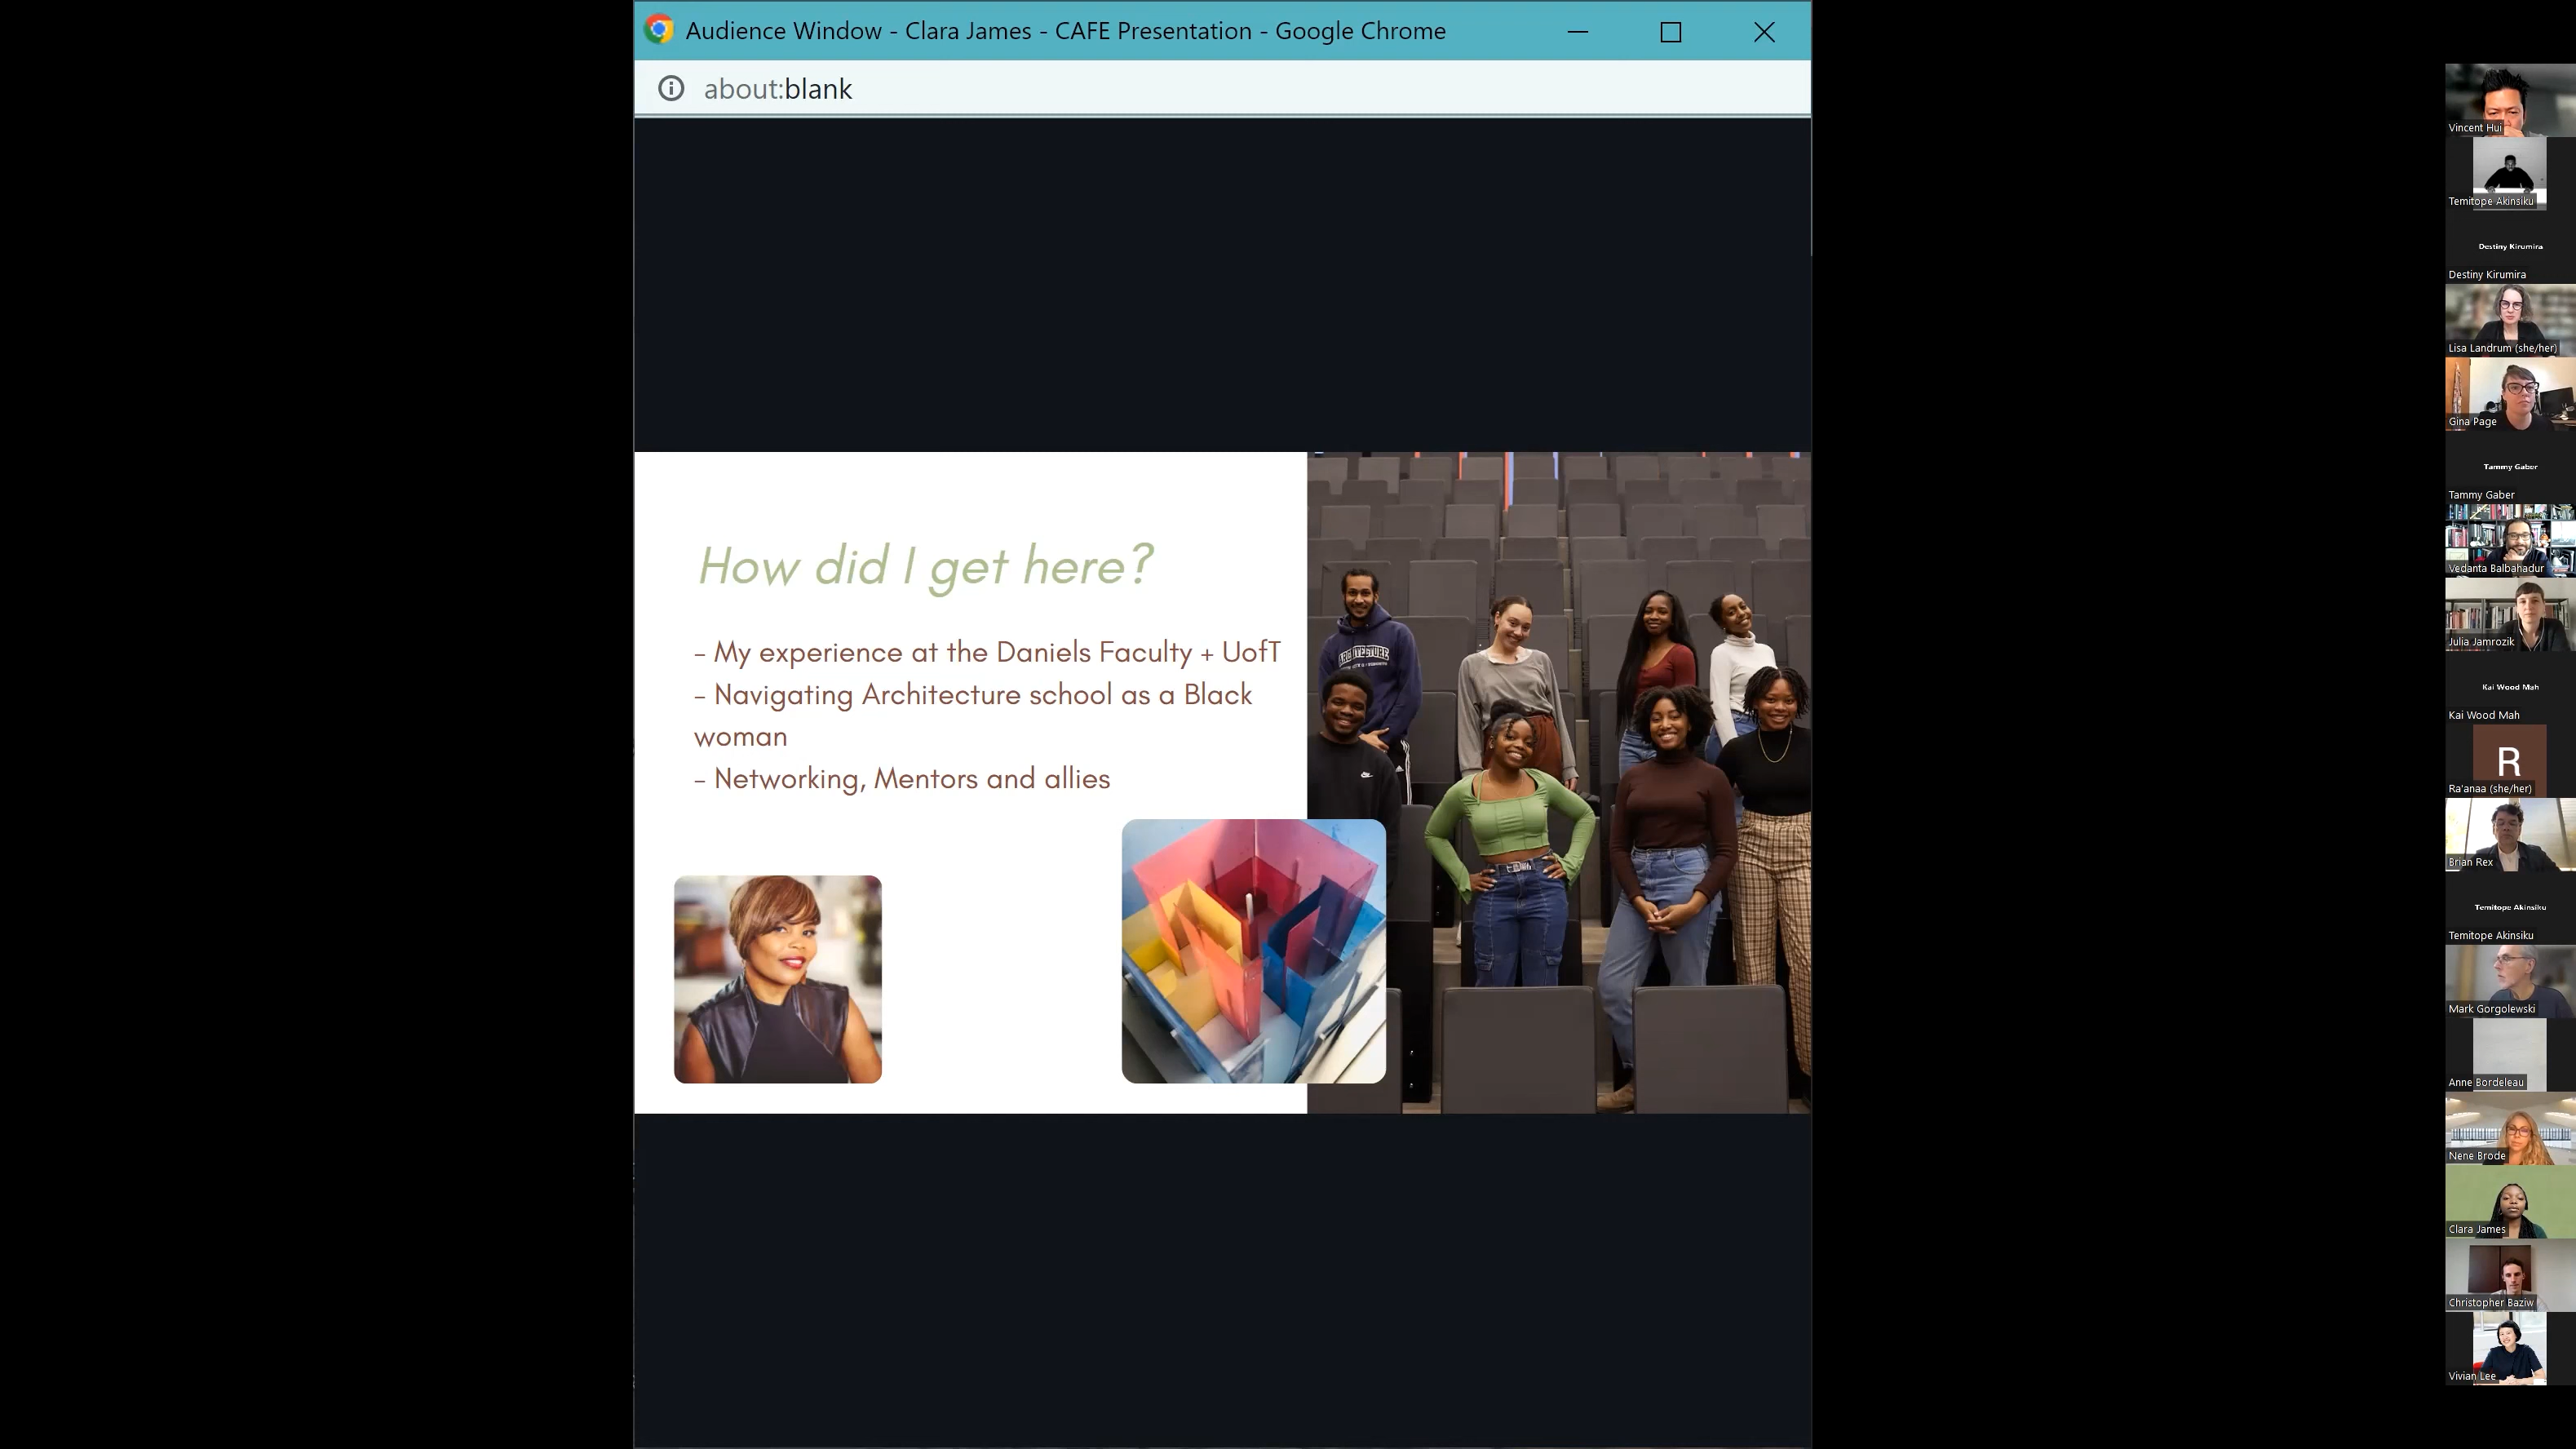 Audience Window - Clara James - CAFE Presentation - Google Chrome
about:blank
How did I get here?
- My experience at the Daniels Faculty + UofT
- Navigating Architecture school as a Black
woman
- Networking, Mentors and allies
ARCHITECTURE
Vincent Hui
Temitope Akinsiku
Destiny Kirumira
Destiny Kirumira
Lisa Landrum (she/her)
Gina Page
Tammy Gaber
Tammy Gaber
Vedanta Balbahadur
Julia Jamrozik
Kai Wood Mah
Kai Wood Mah
R
Ra'anaa (she/her)
Brian Rex
Temitope Akinsiku
Temitope Akinsiku
Mark Gorgolewski
Anne Bordeleau
Nene Brode
Clara James
Christopher Baziw
Vivian Lee